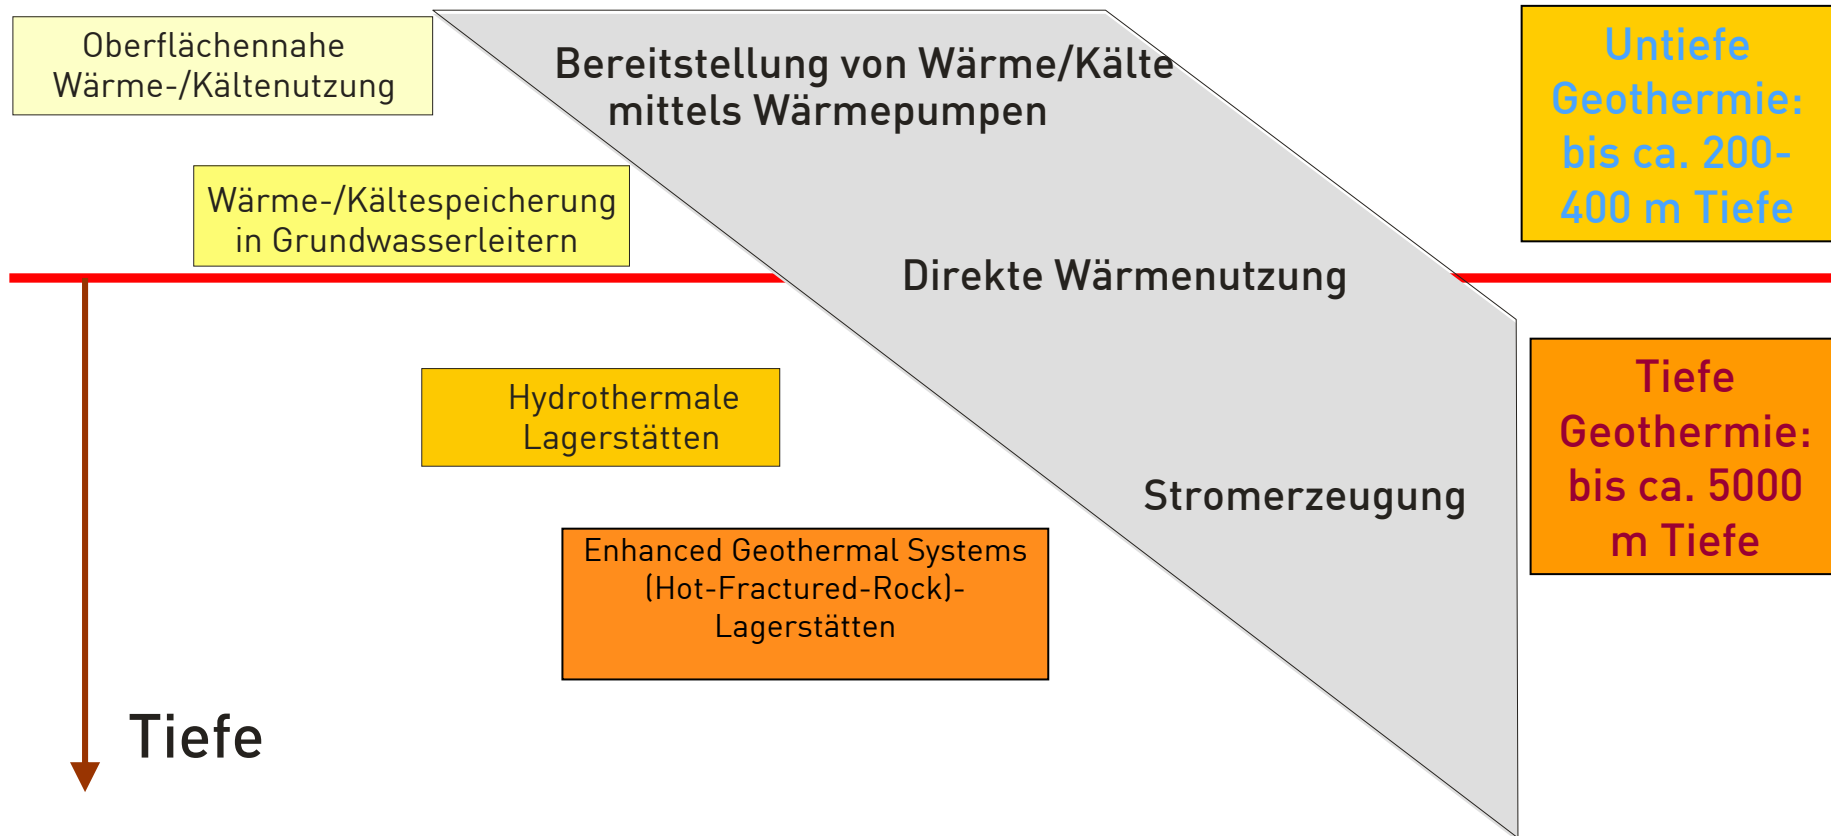 Oberflächennahe
Wärme-/Kältenutzung
Bereitstellung von Wärme/Kälte
mittels Wärmepumpen
Untiefe
Geothermie:
bis ca. 200-
400 m Tiefe
Wärme-/Kältespeicherung
in Grundwasserleitern
Direkte Wärmenutzung
Hydrothermale
Lagerstätten
Tiefe
Geothermie:
bis ca. 5000
m Tiefe
Stromerzeugung
Enhanced Geothermal Systems
(Hot-Fractured-Rock)-
Lagerstätten
Tiefe